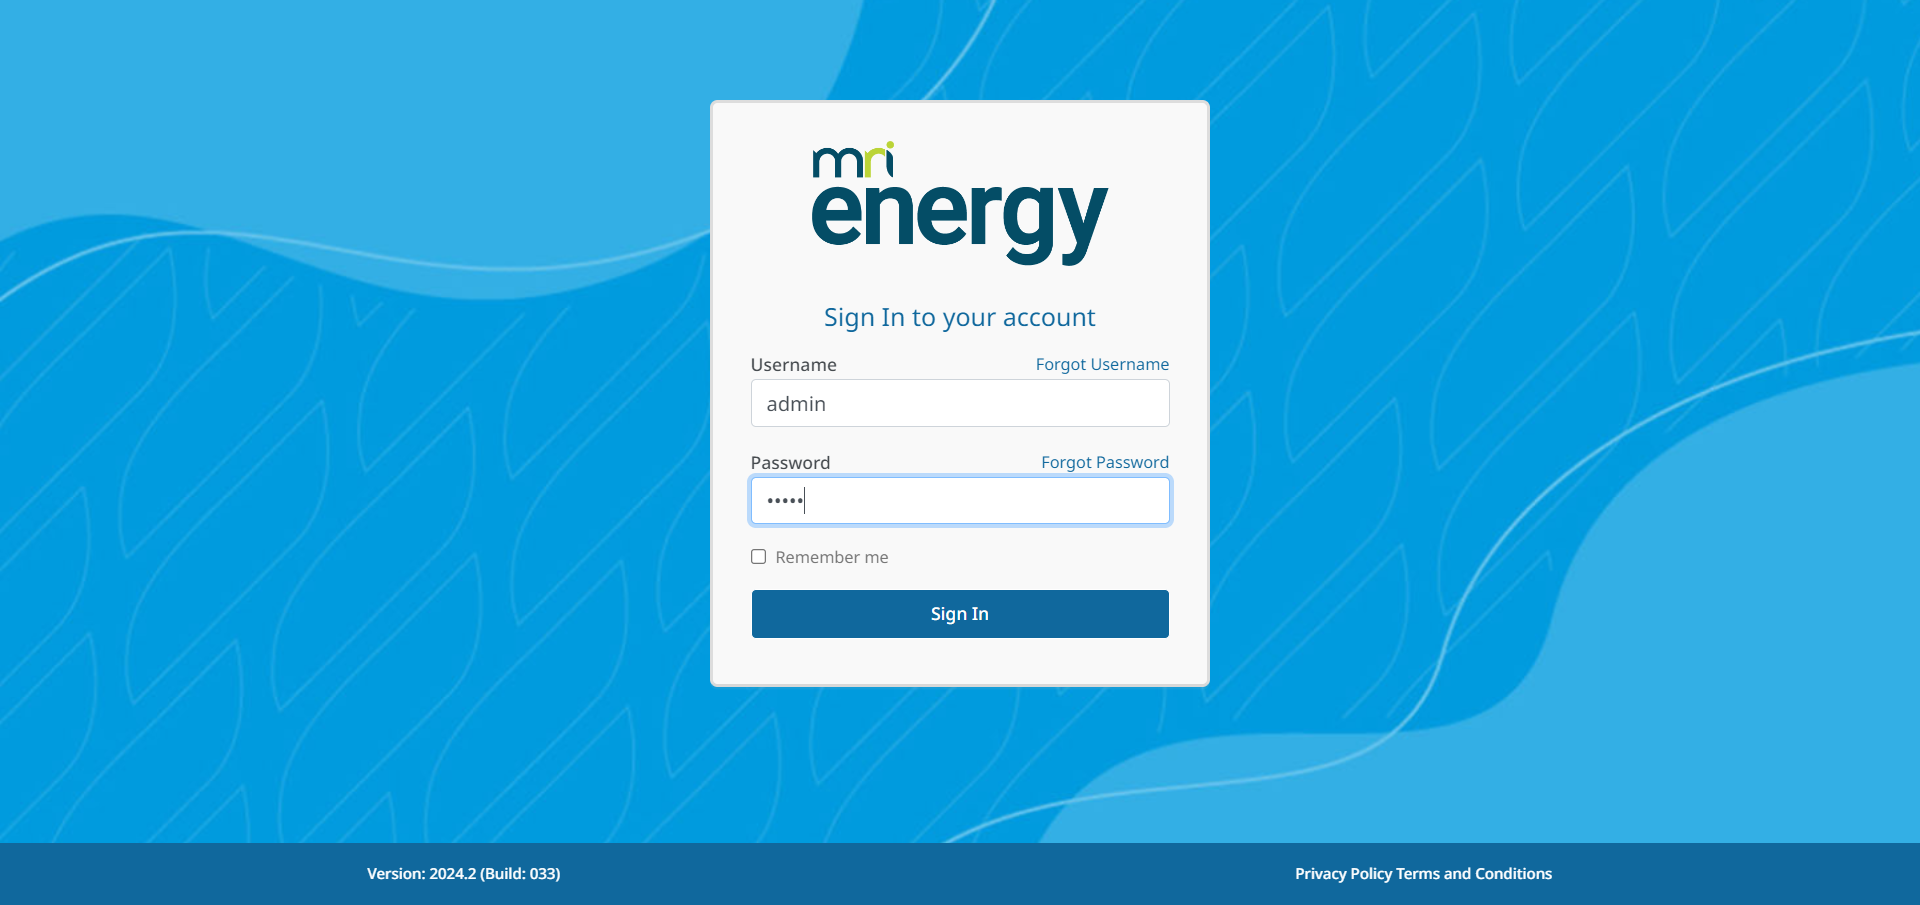 mri
energy
Sign In to your account
Username Forgot Username
admin
Password Forgot Password
•••••
Remember me
Sign In
Version: 2024.2 (Build: 033) Privacy Policy Terms and Conditions